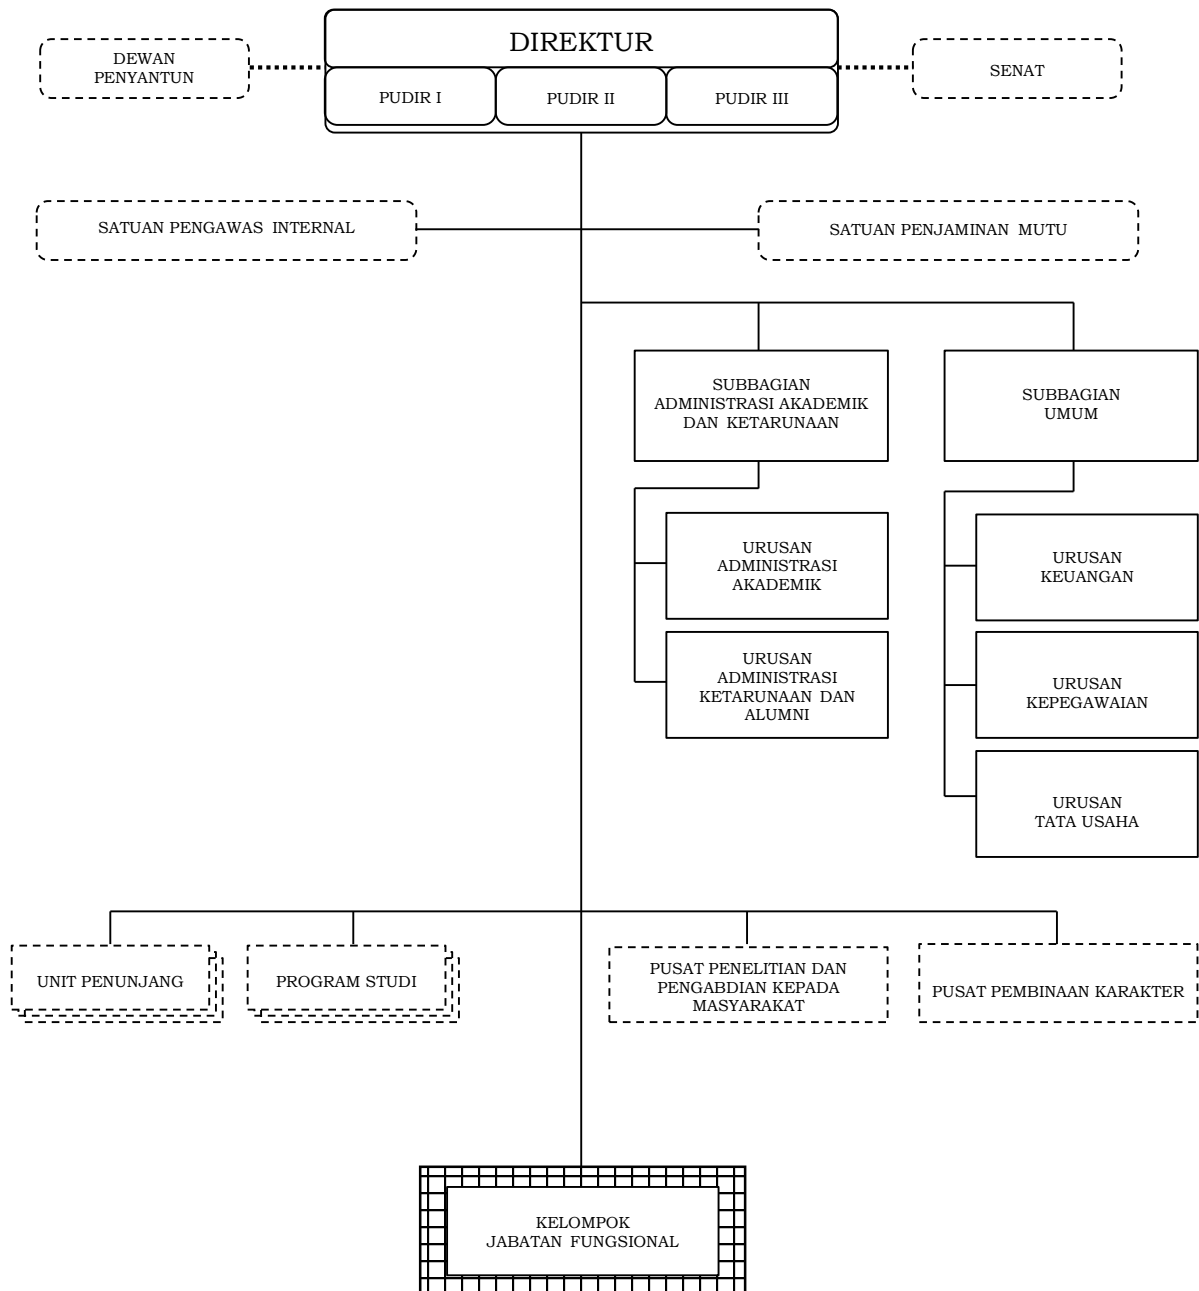 DIREKTUR
DEWAN
PENYANTUN
SENAT
PUDIR I
PUDIR II
PUDIR III
SATUAN PENGAWAS INTERNAL
SATUAN PENJAMINAN MUTU
SUBBAGIAN
ADMINISTRASI AKADEMIK
DAN KETARUNAAN
SUBBAGIAN
UMUM
URUSAN
ADMINISTRASI
AKADEMIK
URUSAN
KEUANGAN
URUSAN
ADMINISTRASI
KETARUNAAN DAN
ALUMNI
URUSAN
KEPEGAWAIAN
URUSAN
TATA USAHA
UNIT PENUNJANG
PROGRAM STUDI
PUSAT PENELITIAN DAN
PENGABDIAN KEPADA
MASYARAKAT
PUSAT PEMBINAAN KARAKTER
KELOMPOK
JABATAN FUNGSIONAL